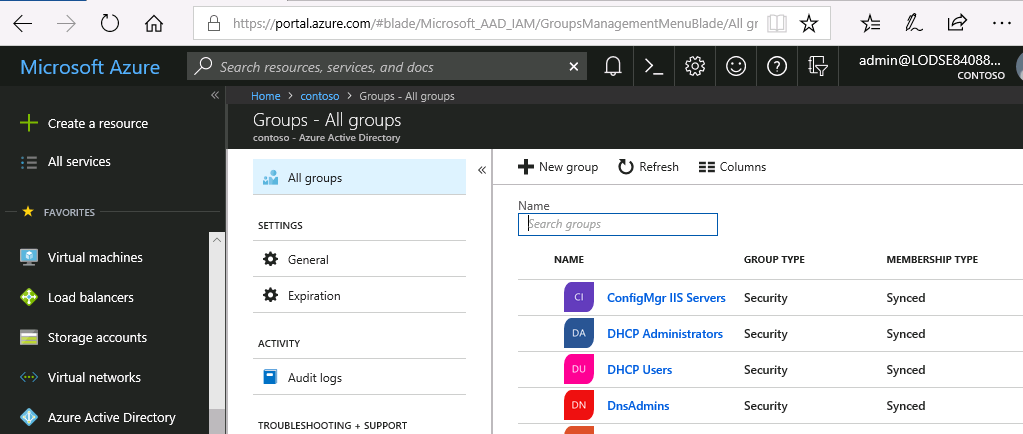 https://portal.azure.com/#blade/Microsoft_AAD_IAM/GroupsManagementMenuBlade/All gr
Microsoft Azure
Search resources, services, and docs
admin@LODSE84088...
CONTOSO
Home > contoso > Groups - All groups
Groups - All groups
contoso - Azure Active Directory
Create a resource
All services
FAVORITES
Virtual machines
Load balancers
Storage accounts
Virtual networks
Azure Active Directory
All groups
SETTINGS
General
Expiration
ACTIVITY
Audit logs
TROUBLESHOOTING + SUPPORT
New group Refresh Columns
Name
Search groups
NAME GROUP TYPE MEMBERSHIP TYPE
CI ConfigMgr IIS Servers Security Synced
DA DHCP Administrators Security Synced
DU DHCP Users Security Synced
DN DnsAdmins Security Synced